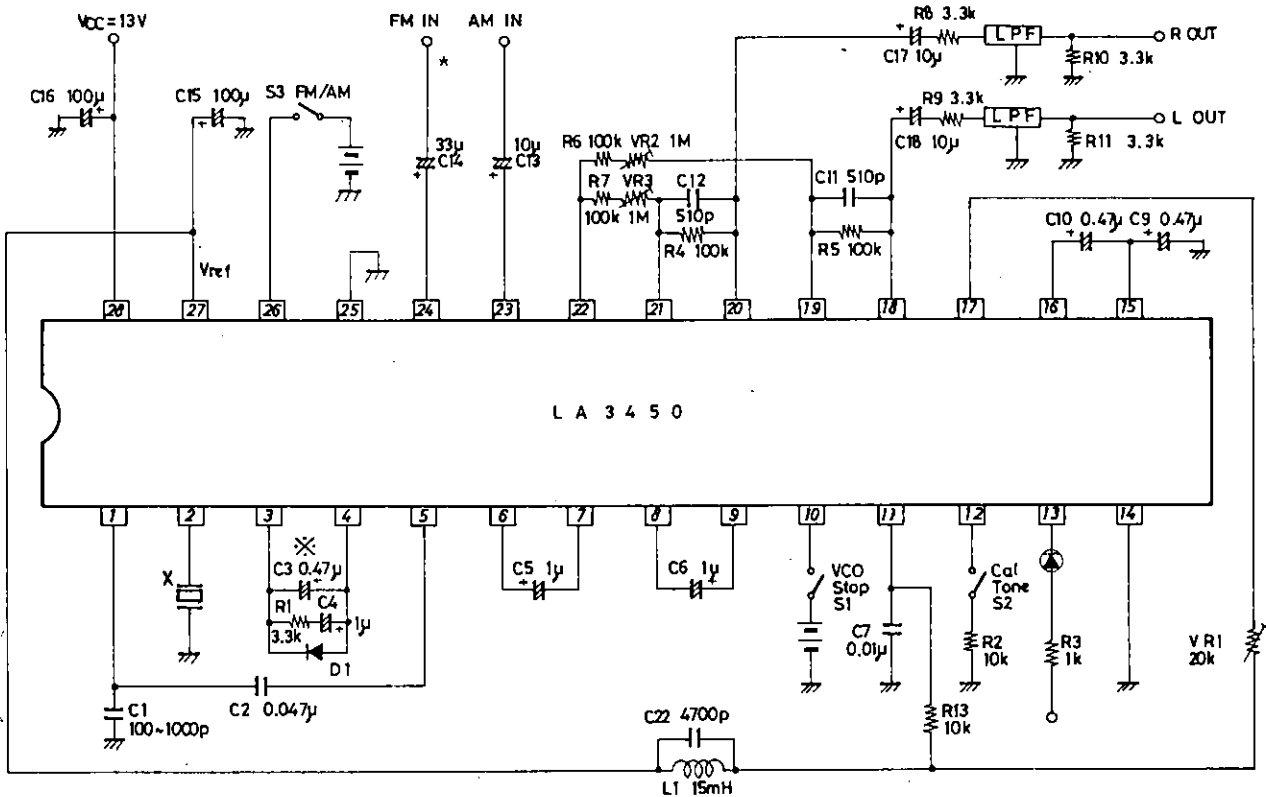 VCC=13V
FM IN
AM IN
R8 3.3k
LPF
R OUT
C17 10µ
R10 3.3k
C16 100µ
C15 100µ
S3 FM/AM
*
R9 3.3k
LPF
L OUT
C18 10µ
R11 3.3k
33µ
C14
10µ
C13
R6 100k VR2 1M
R7
100k
VR3
1M
C12
510p
R4 100k
C11 510p
R5 100k
C10 0.47µ
C9 0.47µ
Vref
28 27 26 25 24 23 22 21 20 19 18 17 16 15
LA3450
1 2 3 4 5 6 7 8 9 10 11 12 13 14
X
※
C3 0.47µ
R1
3.3k
C4
1µ
D1
C5 1µ
C6 1µ
VCO
Stop
S1
C7
0.01µ
Cal
Tone
S2
R2
10k
R3
1k
VR1
20k
C1
100~1000p
C2 0.047µ
C22 4700p
L1 15mH
R13
10k